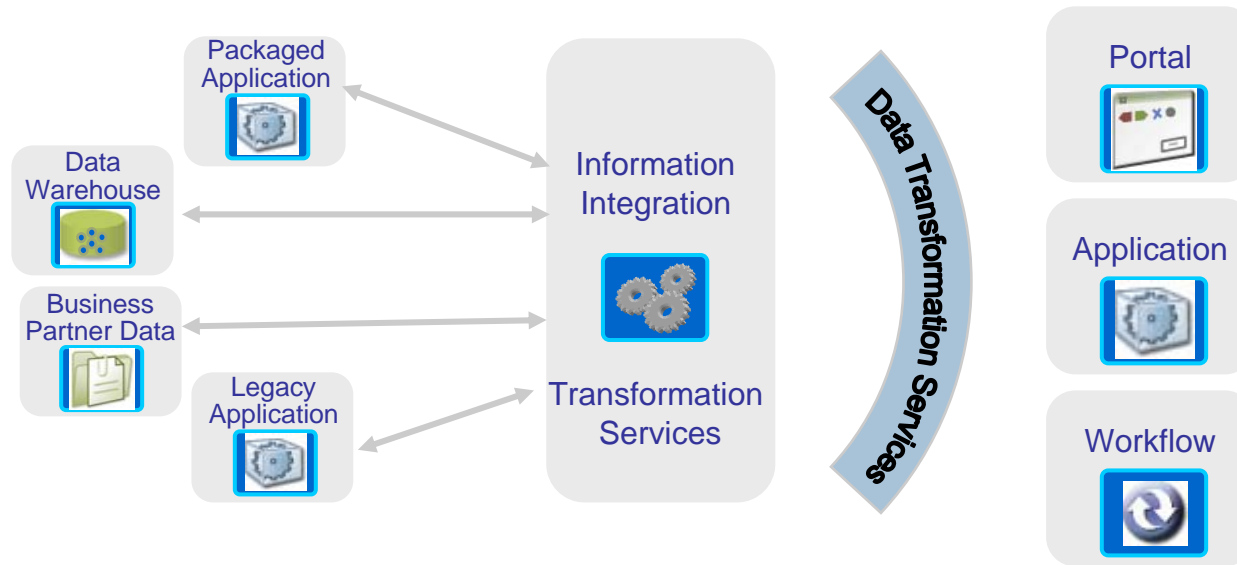 Packaged
Application
Data
Warehouse
Business
Partner Data
Legacy
Application
Information
Integration
Transformation
Services
Data Transformation Services
Portal
Application
Workflow